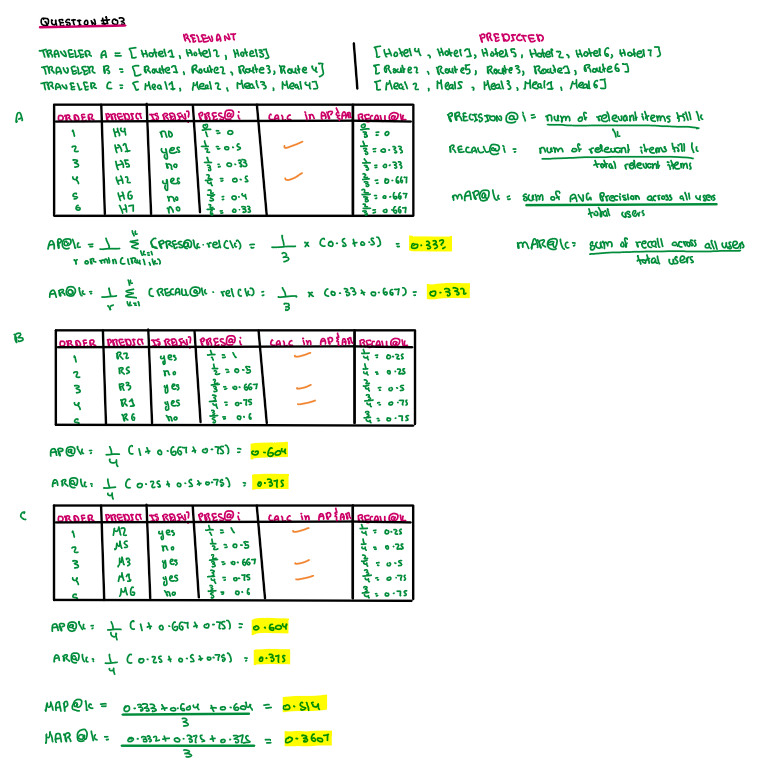 QUESTION #03
RELEVANT
PREDICTED
TRAVELER A = [Hotel1, Hotel2, Hotel3]
[Hotel4, Hotel1, Hotel5, Hotel2, Hotel6, Hotel7]
TRAVELER B = [Route1, Route2, Route3, Route4]
[Route2, Route5, Route3, Route1, Route6]
TRAVELER C = [Meal1, Meal2, Meal3, Meal4]
[Meal2, Meal5, Meal3, Meal1, Meal6]
A
ORDER PREDICT IS RELEV? PRES@i CALC in AP&AR RECALL@k
1 H4 no 0/1 = 0 0/3 = 0
2 H1 yes 1/2 = 0.5 1/3 = 0.33
3 H5 no 1/3 = 0.33 1/3 = 0.33
4 H2 yes 2/4 = 0.5 2/3 = 0.667
5 H6 no 2/5 = 0.4 2/3 = 0.667
6 H7 no 2/6 = 0.33 2/3 = 0.667
PRECISION@i = num of relevant items till k / k
RECALL@i = num of relevant items till k / total relevant items
mAP@k = sum of AVG Precision across all users / total users
mAR@k = sum of recall across all users / total users
AP@k = 1/r or min(|Rul,k) Σ k=1 k (PRES@k·rel(k) = 1/3 x (0.5+0.5) = 0.332
AR@k = 1/r Σ k=1 k (RECALL@k · rel(k) = 1/3 x (0.33+0.667) = 0.332
B
ORDER PREDICT IS RELEV? PRES@i CALC in AP&AR RECALL@k
1 R2 yes 1/1 = 1 1/4 = 0.25
2 R5 no 1/2 = 0.5 1/4 = 0.25
3 R3 yes 2/3 = 0.667 2/4 = 0.5
4 R1 yes 3/4 = 0.75 3/4 = 0.75
5 R6 no 3/5 = 0.6 3/4 = 0.75
AP@k = 1/4 (1+0.667+0.75) = 0.604
AR@k = 1/4 (0.25+0.5+0.75) = 0.375
C
ORDER PREDICT IS RELEV? PRES@i CALC in AP&AR RECALL@k
1 M2 yes 1/1 = 1 1/4 = 0.25
2 M5 no 1/2 = 0.5 1/4 = 0.25
3 M3 yes 2/3 = 0.667 2/4 = 0.5
4 M1 yes 3/4 = 0.75 3/4 = 0.75
5 M6 no 3/5 = 0.6 3/4 = 0.75
AP@k = 1/4 (1+0.667+0.75) = 0.604
AR@k = 1/4 (0.25+0.5+0.75) = 0.375
MAP@k = 0.333+0.604+0.604 / 3 = 0.514
MAR@k = 0.332+0.375+0.375 / 3 = 0.3607